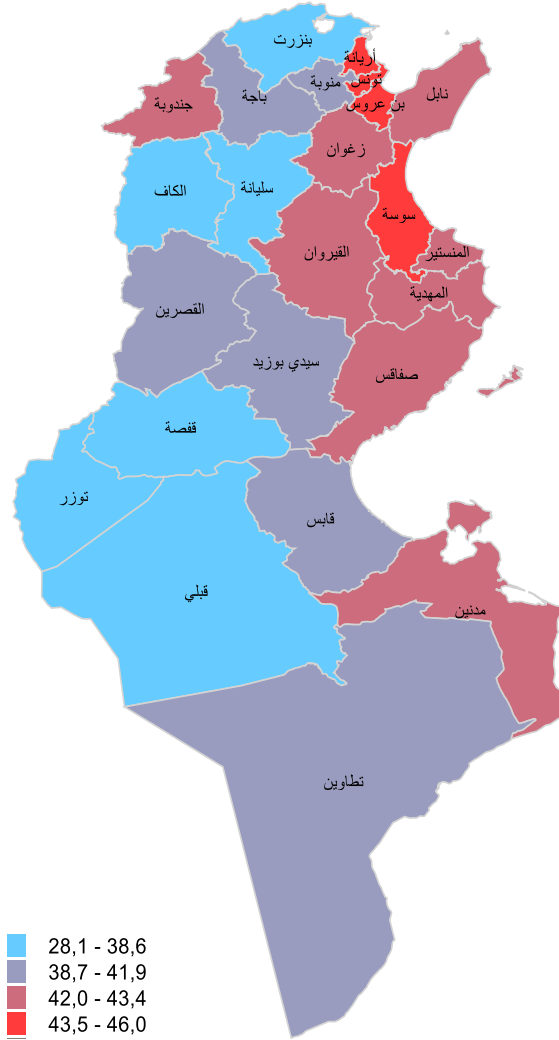 بنزرت
أريانة
تونس
منوبة
بن عروس
نابل
باجة
جندوبة
زغوان
الكاف
سليانة
سوسة
القيروان
المنستير
المهدية
القصرين
سيدي بوزيد
صفاقس
قفصة
توزر
قابس
قبلي
مدنين
تطاوين
28,1 - 38,6
38,7 - 41,9
42,0 - 43,4
43,5 - 46,0